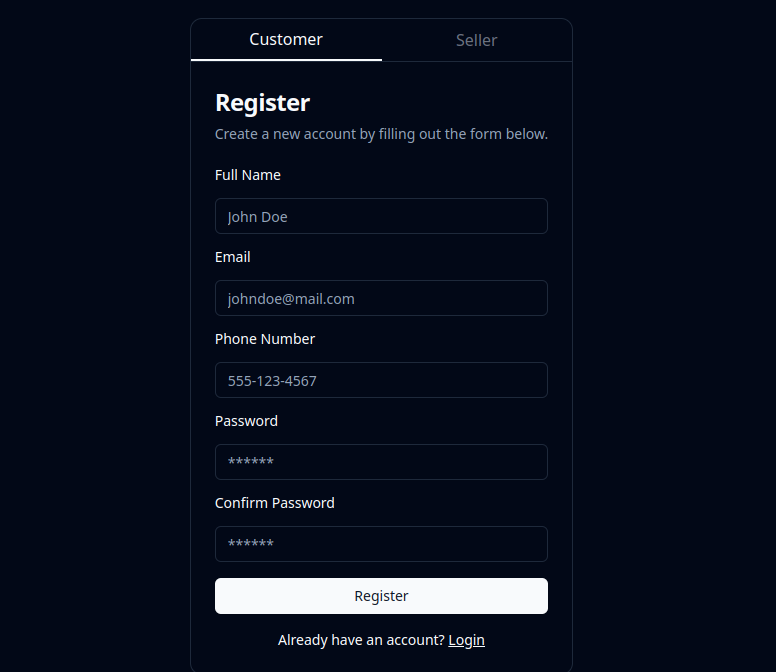 Customer
Seller
Register
Create a new account by filling out the form below.
Full Name
John Doe
Email
johndoe@mail.com
Phone Number
555-123-4567
Password
******
Confirm Password
******
Register
Already have an account? Login